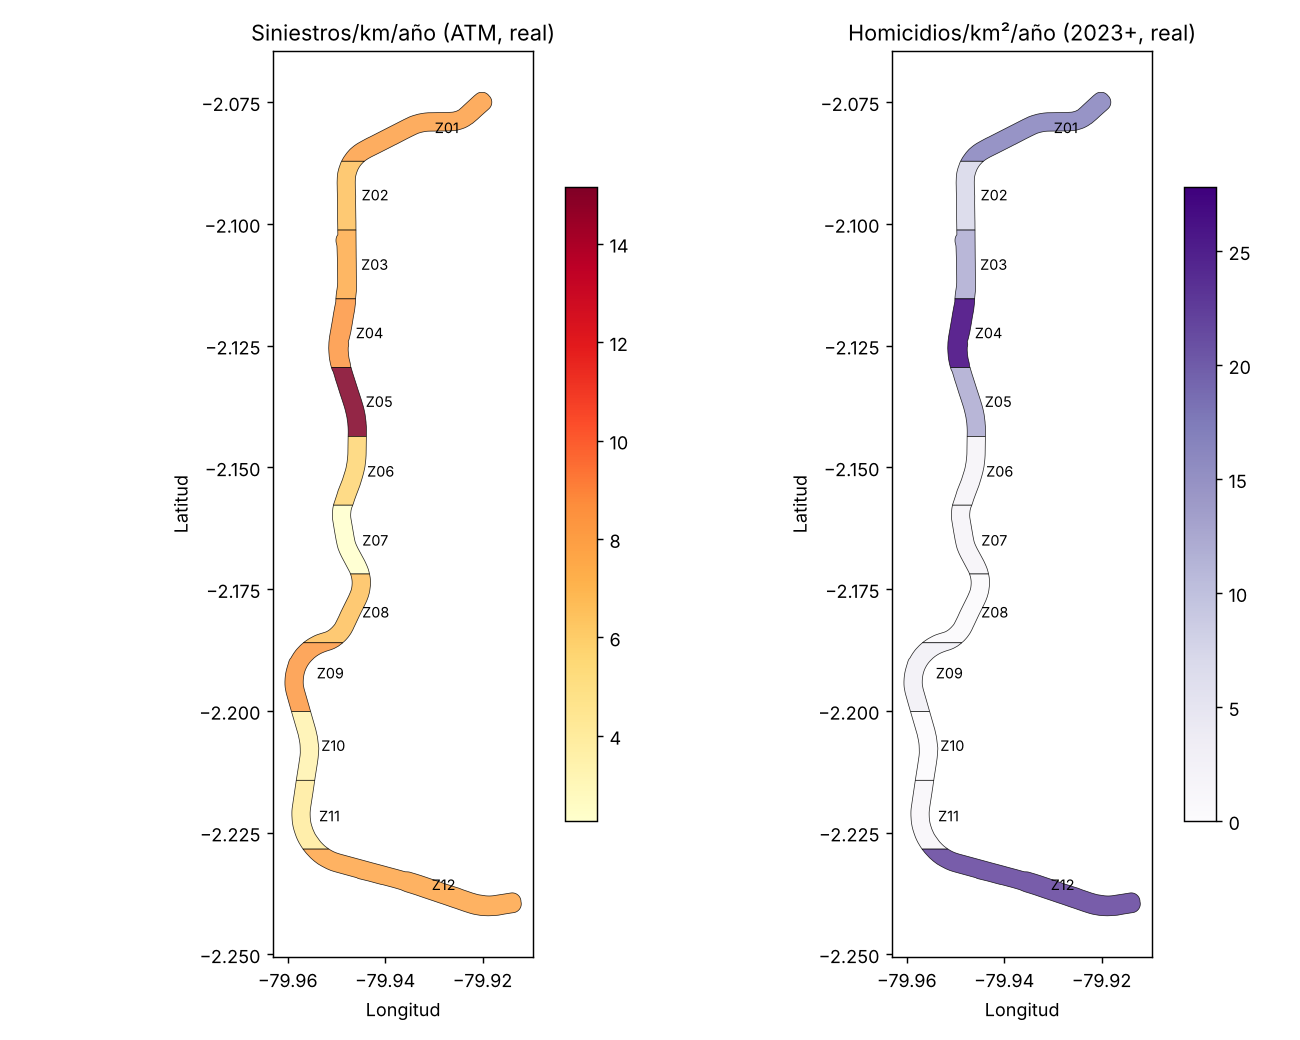 Siniestros/km/año (ATM, real)
−2.075
−2.100
−2.125
−2.150
−2.175
−2.200
−2.225
−2.250
Latitud
Z01
Z02
Z03
Z04
Z05
Z06
Z07
Z08
Z09
Z10
Z11
Z12
−79.96
−79.94
−79.92
Longitud
14
12
10
8
6
4
Homicidios/km²/año (2023+, real)
−2.075
−2.100
−2.125
−2.150
−2.175
−2.200
−2.225
−2.250
Latitud
Z01
Z02
Z03
Z04
Z05
Z06
Z07
Z08
Z09
Z10
Z11
Z12
−79.96
−79.94
−79.92
Longitud
25
20
15
10
5
0